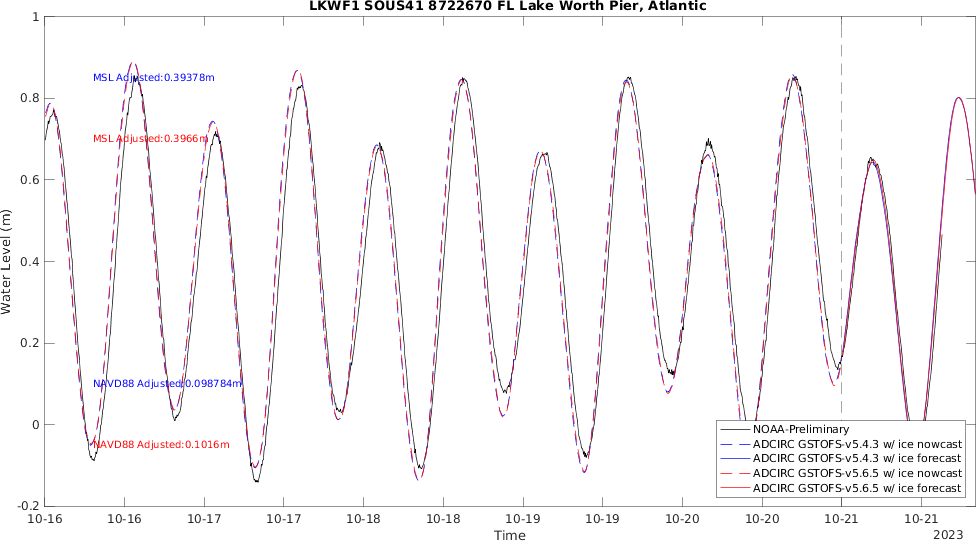 LKWF1 SOUS41 8722670 FL Lake Worth Pier, Atlantic
Water Level (m)
1
0.8
0.6
0.4
0.2
0
-0.2
MSL Adjusted:0.39378m
MSL Adjusted:0.3966m
NAVD88 Adjusted:0.098784m
NAVD88 Adjusted:0.1016m
NOAA-Preliminary
ADCIRC GSTOFS-v5.4.3 w/ ice nowcast
ADCIRC GSTOFS-v5.4.3 w/ ice forecast
ADCIRC GSTOFS-v5.6.5 w/ ice nowcast
ADCIRC GSTOFS-v5.6.5 w/ ice forecast
10-16 10-16 10-17 10-17 10-18 10-18 10-19 10-19 10-20 10-20 10-21 10-21
Time
2023